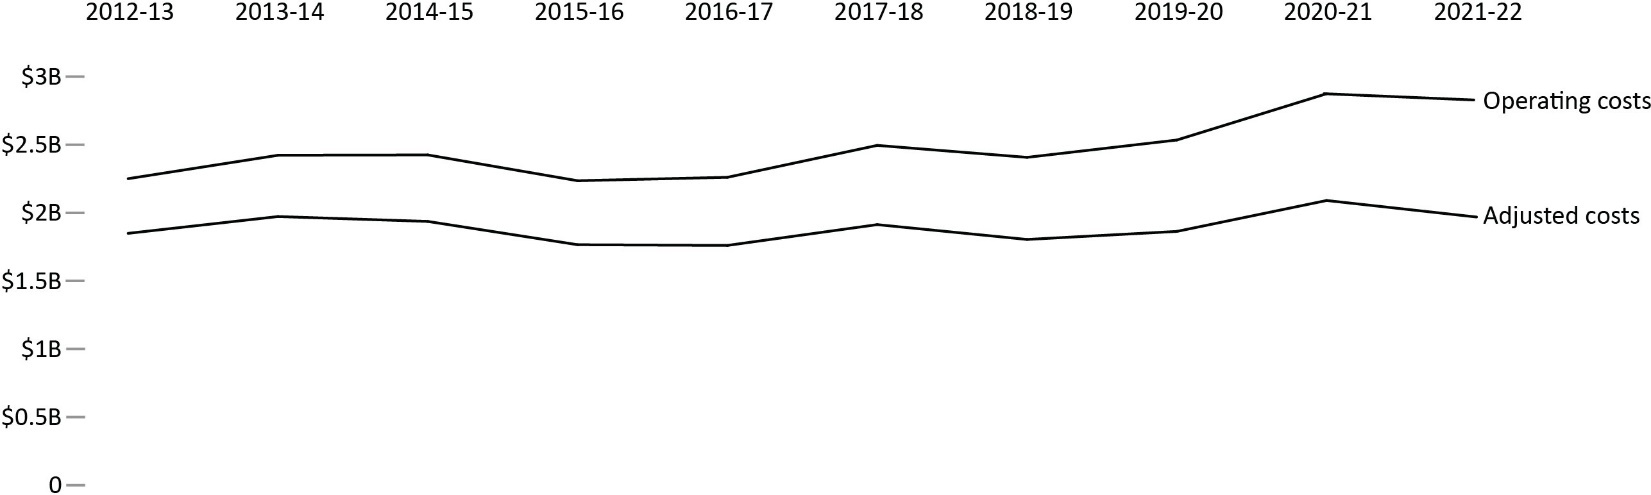 2012-13 2013-14 2014-15 2015-16 2016-17 2017-18 2018-19 2019-20 2020-21 2021-22
$3B
Operating costs
$2.5B
$2B
Adjusted costs
$1.5B
$1B
$0.5B
0